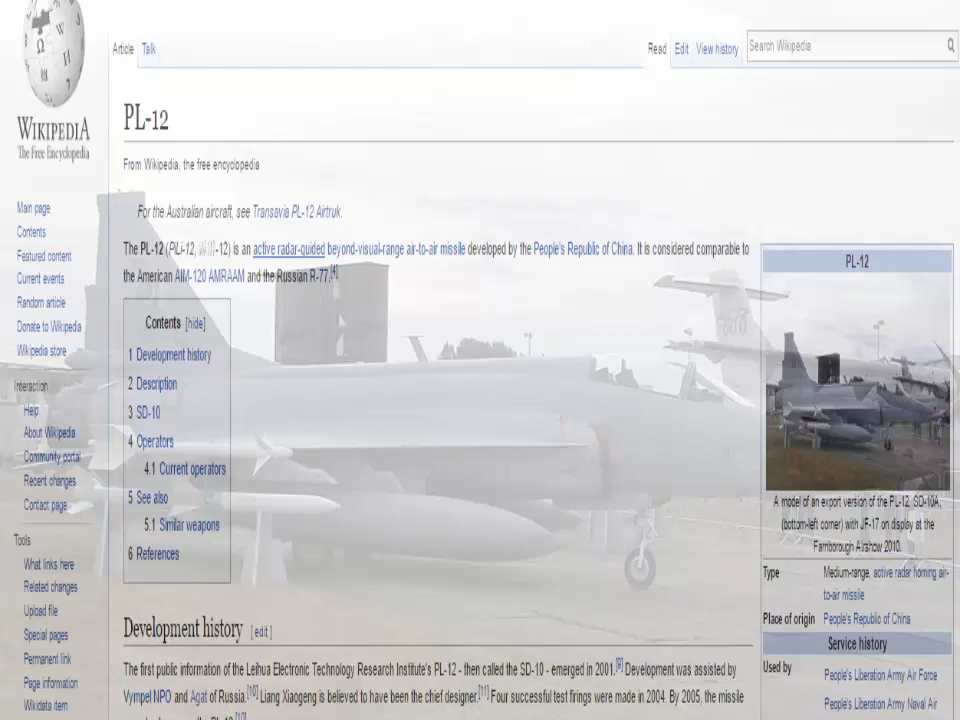 Article Talk
Read Edit View history Search Wikipedia
WIKIPEDIA
The Free Encyclopedia
PL-12
From Wikipedia, the free encyclopedia
For the Australian aircraft, see Transavia PL-12 Airtruk.
The PL-12 (PiLi-12, -12) is an active radar-guided beyond-visual-range air-to-air missile developed by the People's Republic of China. It is considered comparable to
the American AIM-120 AMRAAM and the Russian R-77.[4]
Main page
Contents
Featured content
Current events
Random article
Donate to Wikipedia
Wikipedia store
Interaction
Help
About Wikipedia
Community portal
Recent changes
Contact page
Tools
What links here
Related changes
Upload file
Special pages
Permanent link
Page information
Wikidata item
Contents [hide]
1 Development history
2 Description
3 SD-10
4 Operators
4.1 Current operators
5 See also
5.1 Similar weapons
6 References
Development history [edit]
The first public information of the Leihua Electronic Technology Research Institute's PL-12 - then called the SD-10 - emerged in 2001.[9] Development was assisted by
Vympel NPO and Agat of Russia.[10] Liang Xiaogeng is believed to have been the chief designer.[11] Four successful test firings were made in 2004. By 2005, the missile
PL-12
A model of an export version of the PL-12, SD-10A,
(bottom-left corner) with JF-17 on display at the
Farnborough Airshow 2010.
Type Medium-range, active radar homing air-
to-air missile
Place of origin People's Republic of China
Service history
Used by People's Liberation Army Air Force
People's Liberation Army Naval Air